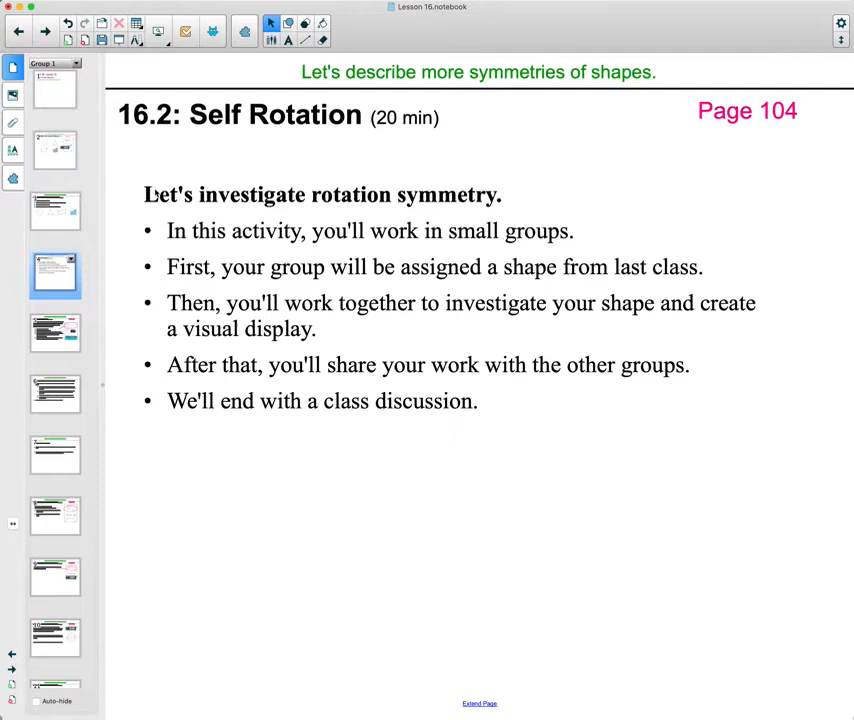 Lesson 16.notebook
Group 1
Let's describe more symmetries of shapes.
16.2: Self Rotation (20 min)
Page 104
Let's investigate rotation symmetry.
• In this activity, you'll work in small groups.
• First, your group will be assigned a shape from last class.
• Then, you'll work together to investigate your shape and create
a visual display.
• After that, you'll share your work with the other groups.
• We'll end with a class discussion.
Auto-hide
Extend Page